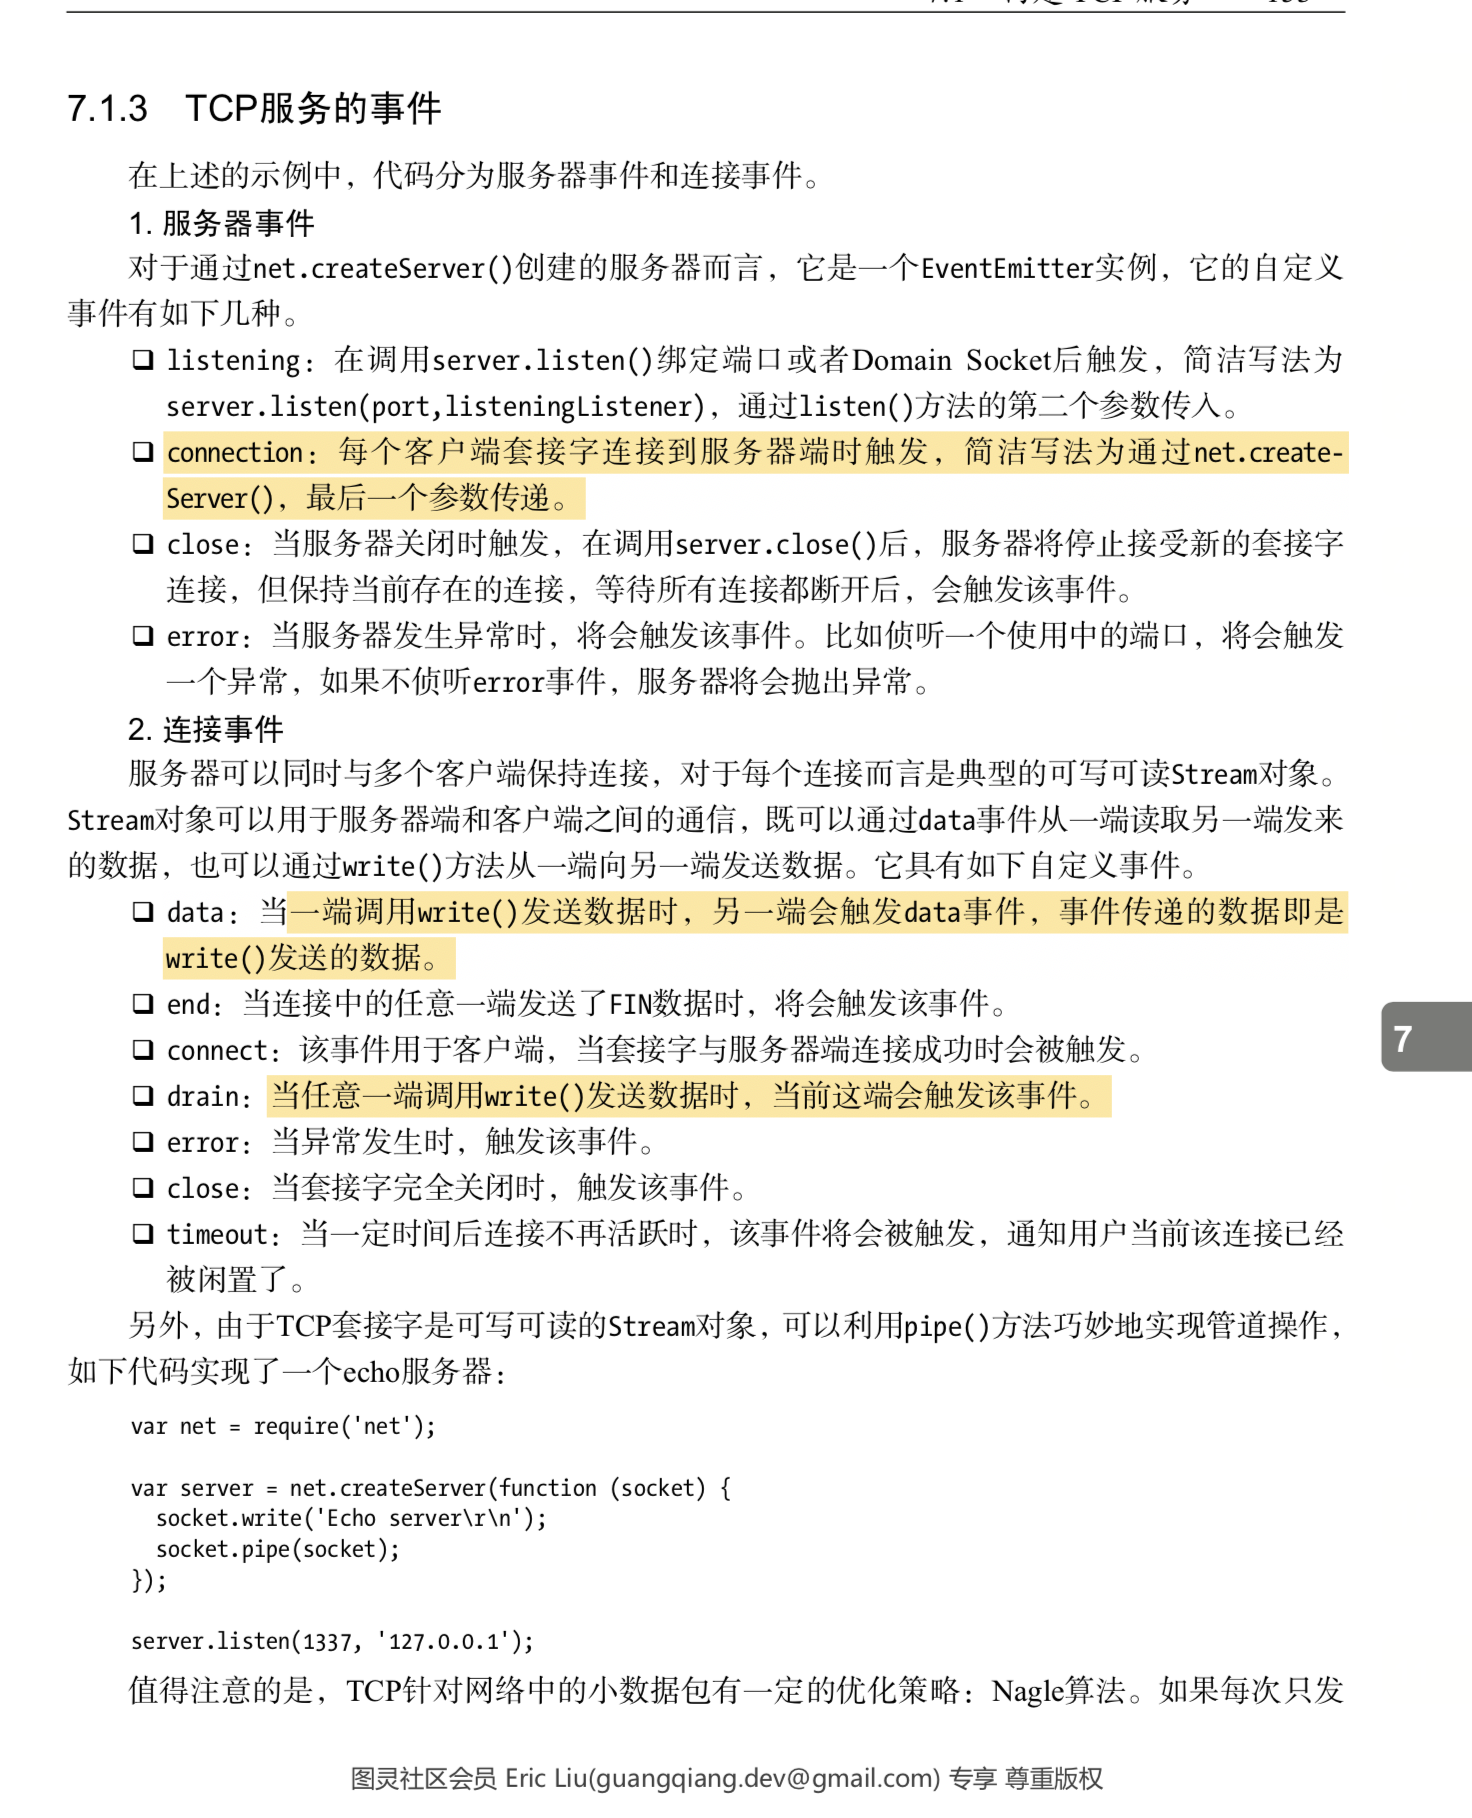 7.1.3 TCP服务的事件
在上述的示例中，代码分为服务器事件和连接事件。
1. 服务器事件
对于通过net.createServer()创建的服务器而言，它是一个EventEmitter实例，它的自定义
事件有如下几种。
❑ listening：在调用server.listen()绑定端口或者Domain Socket后触发，简洁写法为
server.listen(port,listeningListener)，通过listen()方法的第二个参数传入。
❑ connection：每个客户端套接字连接到服务器端时触发，简洁写法为通过net.create-
Server()，最后一个参数传递。
❑ close：当服务器关闭时触发，在调用server.close()后，服务器将停止接受新的套接字
连接，但保持当前存在的连接，等待所有连接都断开后，会触发该事件。
❑ error：当服务器发生异常时，将会触发该事件。比如侦听一个使用中的端口，将会触发
一个异常，如果不侦听error事件，服务器将会抛出异常。
2. 连接事件
服务器可以同时与多个客户端保持连接，对于每个连接而言是典型的可写可读Stream对象。
Stream对象可以用于服务器端和客户端之间的通信，既可以通过data事件从一端读取另一端发来
的数据，也可以通过write()方法从一端向另一端发送数据。它具有如下自定义事件。
❑ data：当一端调用write()发送数据时，另一端会触发data事件，事件传递的数据即是
write()发送的数据。
❑ end：当连接中的任意一端发送了FIN数据时，将会触发该事件。
❑ connect：该事件用于客户端，当套接字与服务器端连接成功时会被触发。
❑ drain：当任意一端调用write()发送数据时，当前这端会触发该事件。
❑ error：当异常发生时，触发该事件。
❑ close：当套接字完全关闭时，触发该事件。
❑ timeout：当一定时间后连接不再活跃时，该事件将会被触发，通知用户当前该连接已经
被闲置了。
另外，由于TCP套接字是可写可读的Stream对象，可以利用pipe()方法巧妙地实现管道操作，
如下代码实现了一个echo服务器：
var net = require('net');
var server = net.createServer(function (socket) {
socket.write('Echo server\r\n');
socket.pipe(socket);
});
server.listen(1337, '127.0.0.1');
值得注意的是，TCP针对网络中的小数据包有一定的优化策略：Nagle算法。如果每次只发
7
图灵社区会员 Eric Liu(guangqiang.dev@gmail.com) 专享 尊重版权